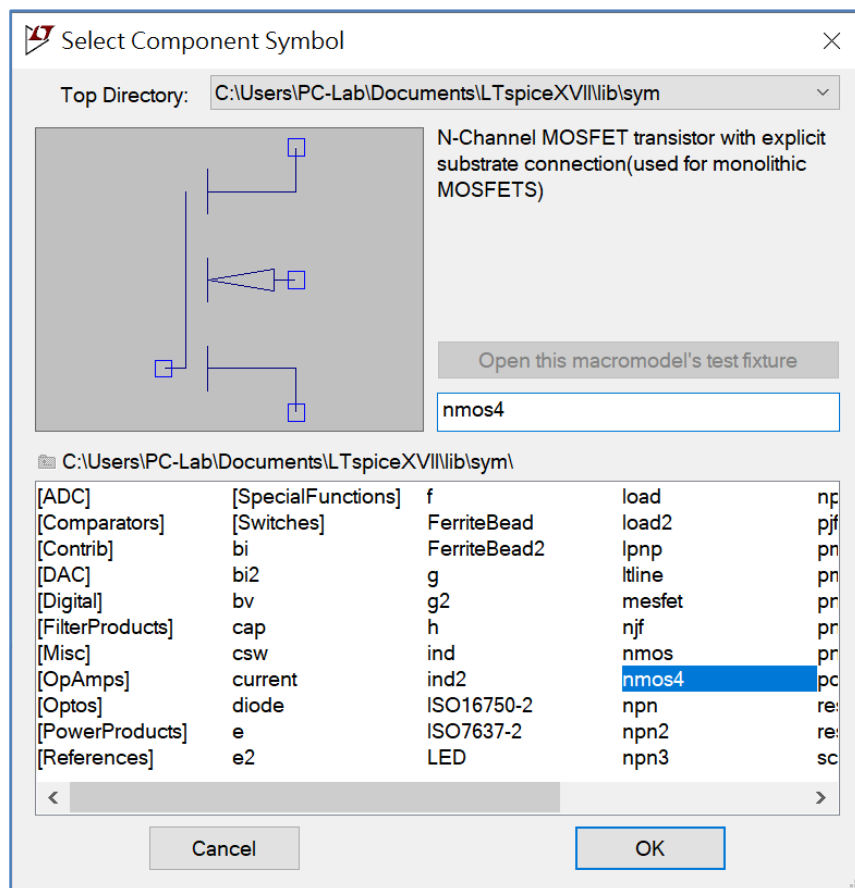 Select Component Symbol
Top Directory: C:\Users\PC-Lab\Documents\LTspiceXVII\lib\sym
N-Channel MOSFET transistor with explicit
substrate connection(used for monolithic
MOSFETS)
Open this macromodel's test fixture
nmos4
C:\Users\PC-Lab\Documents\LTspiceXVII\lib\sym\
[ADC] [SpecialFunctions] f load np
[Comparators] [Switches] FerriteBead load2 pjf
[Contrib] bi FerriteBead2 lpnp
[DAC] bi2 g ltline
[Digital] bv g2 mesfet
[FilterProducts] cap h njf
[Misc] csw ind nmos
[OpAmps] current ind2 nmos4
[Optos] diode ISO16750-2 npn
[PowerProducts] e ISO7637-2 npn2
[References] e2 LED npn3 sc
Cancel OK